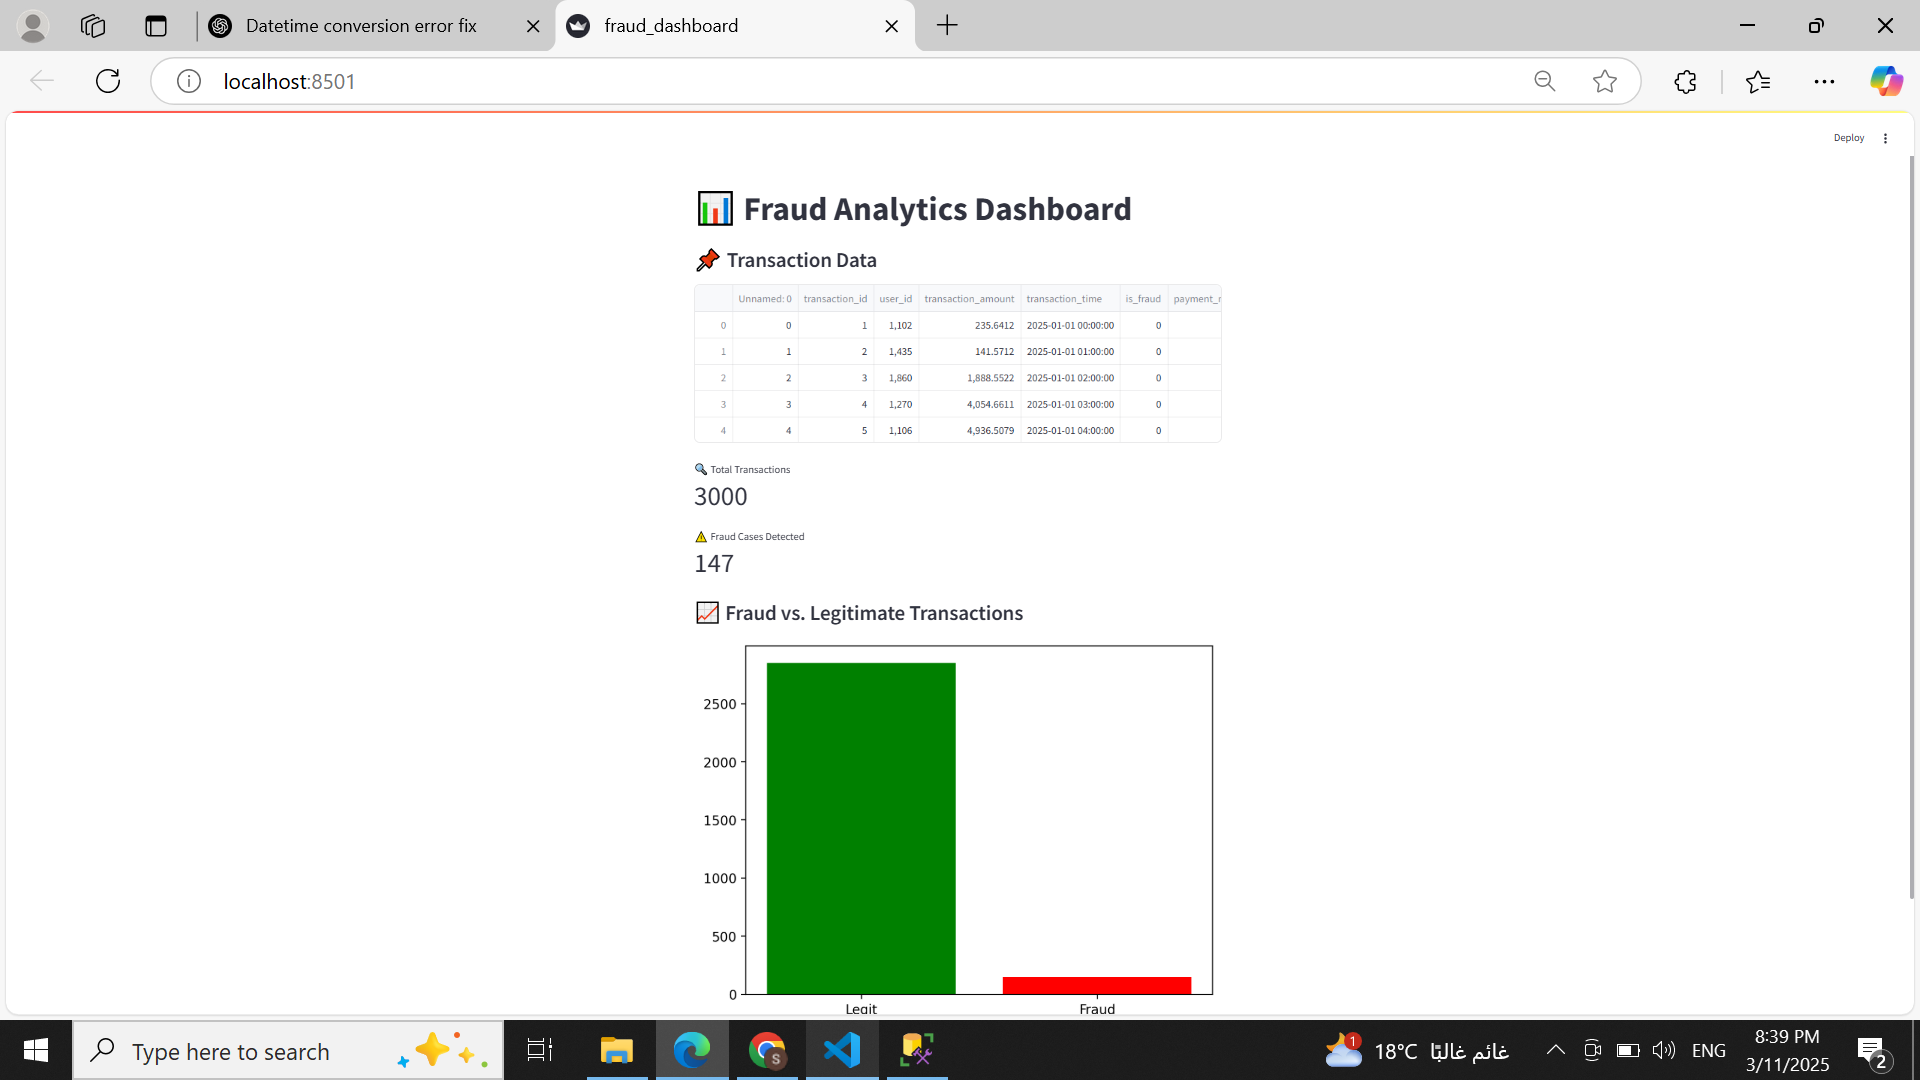 Datetime conversion error fix
fraud_dashboard
localhost:8501
Deploy
Fraud Analytics Dashboard
Transaction Data
Unnamed: 0 transaction_id user_id transaction_amount transaction_time is_fraud payment_r
0 0 1 1,102 235.6412 2025-01-01 00:00:00 0
1 1 2 1,435 141.5712 2025-01-01 01:00:00 0
2 2 3 1,860 1,888.5522 2025-01-01 02:00:00 0
3 3 4 1,270 4,054.6611 2025-01-01 03:00:00 0
4 4 5 1,106 4,936.5079 2025-01-01 04:00:00 0
Total Transactions
3000
Fraud Cases Detected
147
Fraud vs. Legitimate Transactions
2500
2000
1500
1000
500
0
Legit Fraud
Type here to search
S
1
18°C غائم غالبًا
ENG
8:39 PM
3/11/2025
2